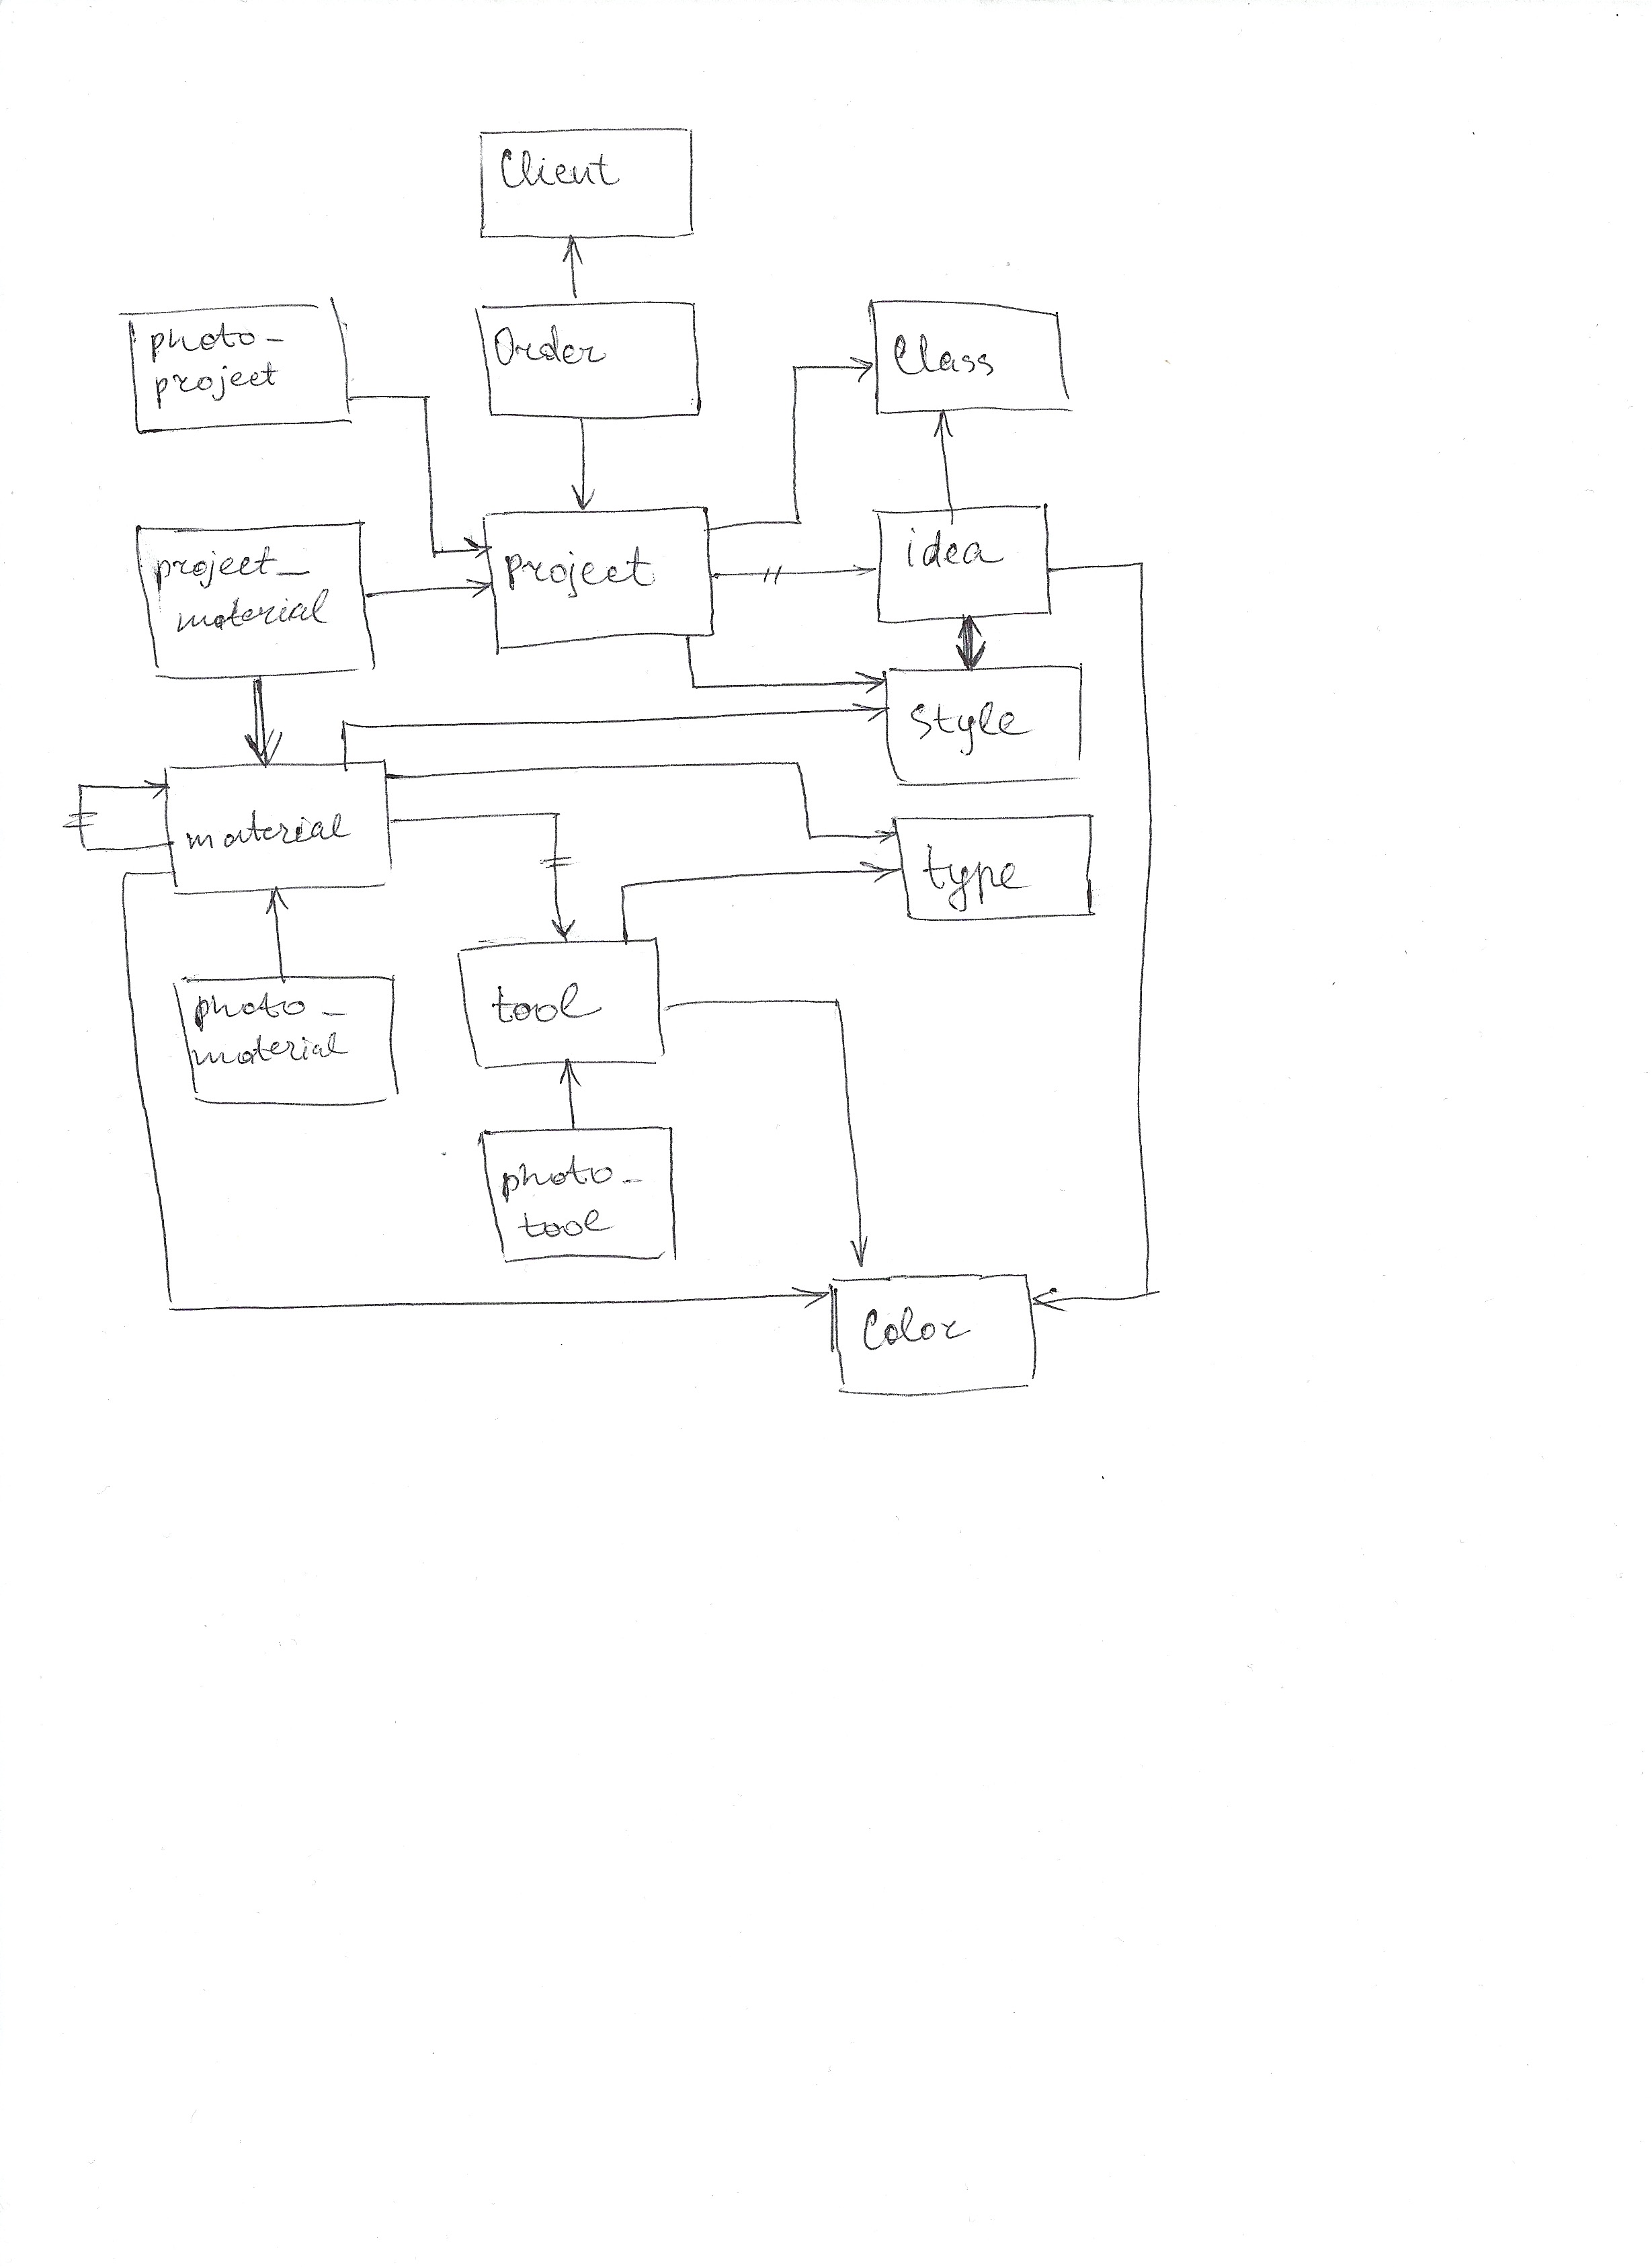 Client
photo_
project
Order
Class
project_
material
project
idea
style
material
type
photo_
material
tool
photo_
tool
Color